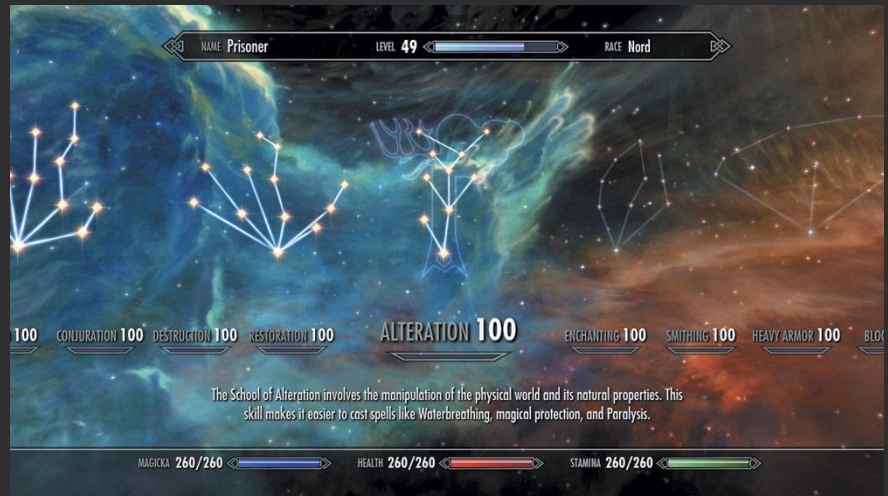 NAME Prisoner LEVEL 49 RACE Nord
100 CONJURATION 100 DESTRUCTION 100 RESTORATION 100 ALTERATION 100 ENCHANTING 100 SMITHING 100 HEAVY ARMOR 100
The School of Alteration involves the manipulation of the physical world and its natural properties. This
skill makes it easier to cast spells like Waterbreathing, magical protection, and Paralysis.
MAGICKA 260/260 HEALTH 260/260 STAMINA 260/260